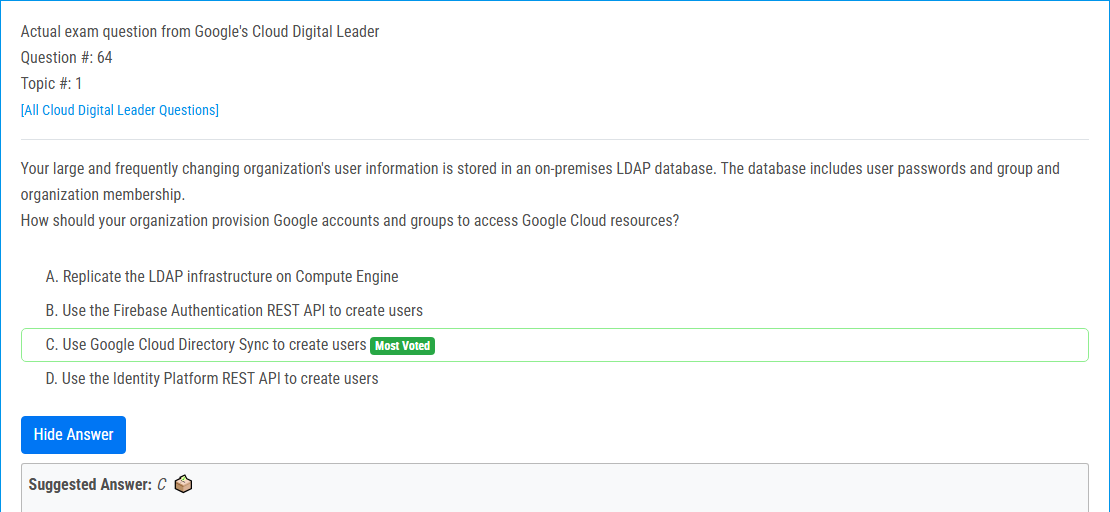 Actual exam question from Google's Cloud Digital Leader
Question #: 64
Topic #: 1
[All Cloud Digital Leader Questions]
Your large and frequently changing organization's user information is stored in an on-premises LDAP database. The database includes user passwords and group and
organization membership.
How should your organization provision Google accounts and groups to access Google Cloud resources?
A. Replicate the LDAP infrastructure on Compute Engine
B. Use the Firebase Authentication REST API to create users
C. Use Google Cloud Directory Sync to create users Most Voted
D. Use the Identity Platform REST API to create users
Hide Answer
Suggested Answer: C